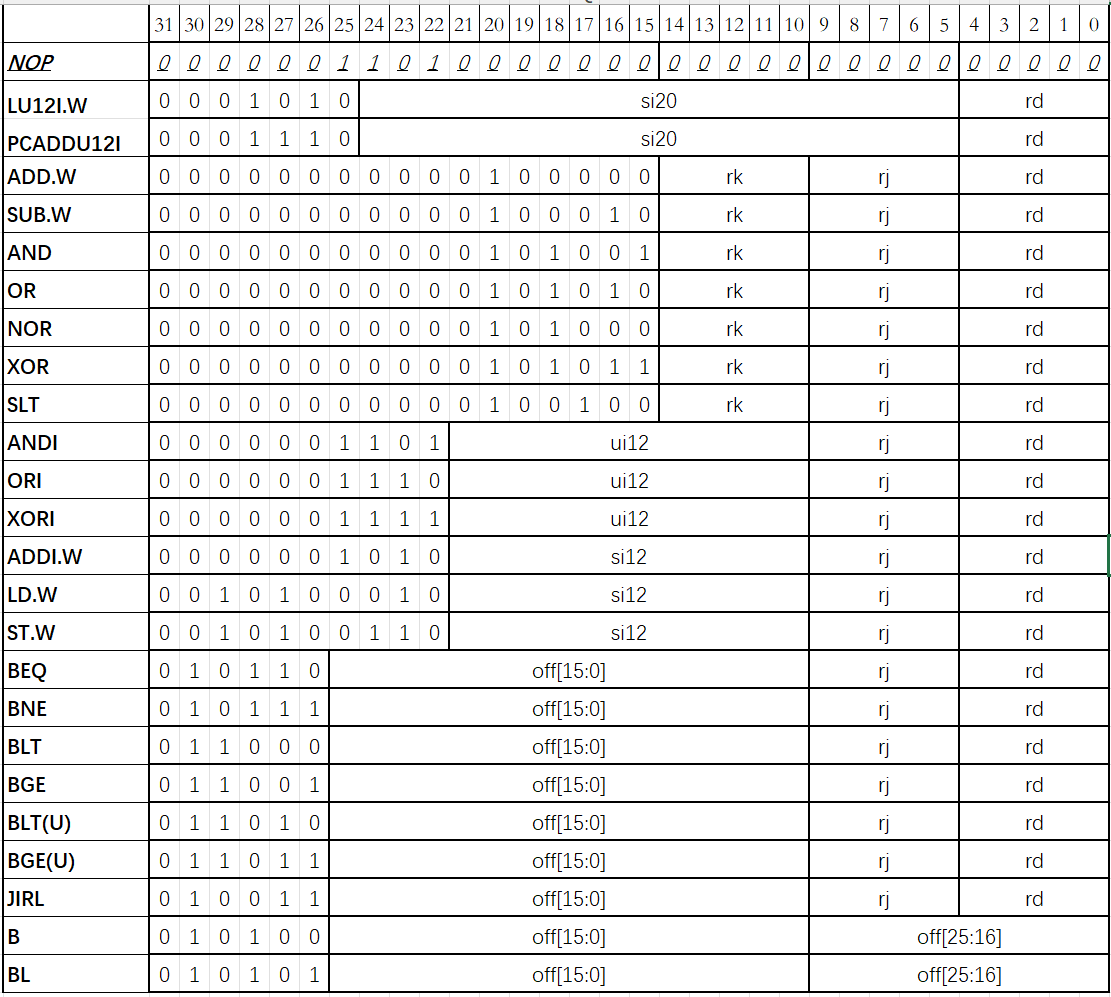 31 30 29 28 27 26 25 24 23 22 21 20 19 18 17 16 15 14 13 12 11 10 9 8 7 6 5 4 3 2 1 0
NOP 0 0 0 0 0 0 1 1 0 1 0 0 0 0 0 0 0 0 0 0 0 0 0 0 0 0 0 0 0 0 0 0
LU12I.W 0 0 0 1 0 1 0 si20 rd
PCADDU12I 0 0 0 1 1 1 0 si20 rd
ADD.W 0 0 0 0 0 0 0 0 0 0 0 1 0 0 0 0 0 rk rj rd
SUB.W 0 0 0 0 0 0 0 0 0 0 0 1 0 0 0 1 0 rk rj rd
AND 0 0 0 0 0 0 0 0 0 0 0 1 0 1 0 0 1 rk rj rd
OR 0 0 0 0 0 0 0 0 0 0 0 1 0 1 0 1 0 rk rj rd
NOR 0 0 0 0 0 0 0 0 0 0 0 1 0 1 0 0 0 rk rj rd
XOR 0 0 0 0 0 0 0 0 0 0 0 1 0 1 0 1 1 rk rj rd
SLT 0 0 0 0 0 0 0 0 0 0 0 1 0 0 1 0 0 rk rj rd
ANDI 0 0 0 0 0 0 1 1 0 1 ui12 rj rd
ORI 0 0 0 0 0 0 1 1 1 0 ui12 rj rd
XORI 0 0 0 0 0 0 1 1 1 1 ui12 rj rd
ADDI.W 0 0 0 0 0 0 1 0 1 0 si12 rj rd
LD.W 0 0 1 0 1 0 0 0 1 0 si12 rj rd
ST.W 0 0 1 0 1 0 0 1 1 0 si12 rj rd
BEQ 0 1 0 1 1 0 off[15:0] rj rd
BNE 0 1 0 1 1 1 off[15:0] rj rd
BLT 0 1 1 0 0 0 off[15:0] rj rd
BGE 0 1 1 0 0 1 off[15:0] rj rd
BLT(U) 0 1 1 0 1 0 off[15:0] rj rd
BGE(U) 0 1 1 0 1 1 off[15:0] rj rd
JIRL 0 1 0 0 1 1 off[15:0] rj rd
B 0 1 0 1 0 0 off[15:0] off[25:16]
BL 0 1 0 1 0 1 off[15:0] off[25:16]